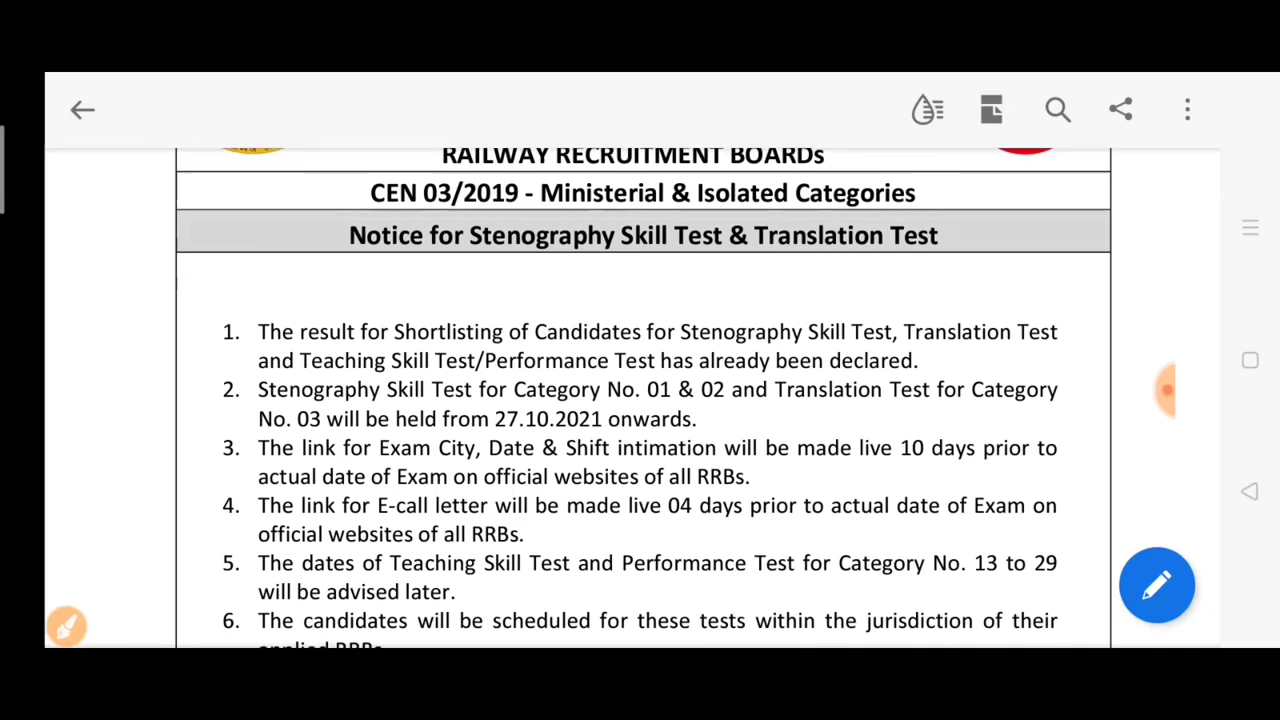 RAILWAY RECRUITMENT BOARDs
CEN 03/2019 - Ministerial & Isolated Categories
Notice for Stenography Skill Test & Translation Test
1. The result for Shortlisting of Candidates for Stenography Skill Test, Translation Test
and Teaching Skill Test/Performance Test has already been declared.
2. Stenography Skill Test for Category No. 01 & 02 and Translation Test for Category
No. 03 will be held from 27.10.2021 onwards.
3. The link for Exam City, Date & Shift intimation will be made live 10 days prior to
actual date of Exam on official websites of all RRBs.
4. The link for E-call letter will be made live 04 days prior to actual date of Exam on
official websites of all RRBs.
5. The dates of Teaching Skill Test and Performance Test for Category No. 13 to 29
will be advised later.
6. The candidates will be scheduled for these tests within the jurisdiction of their
applied RRBs.